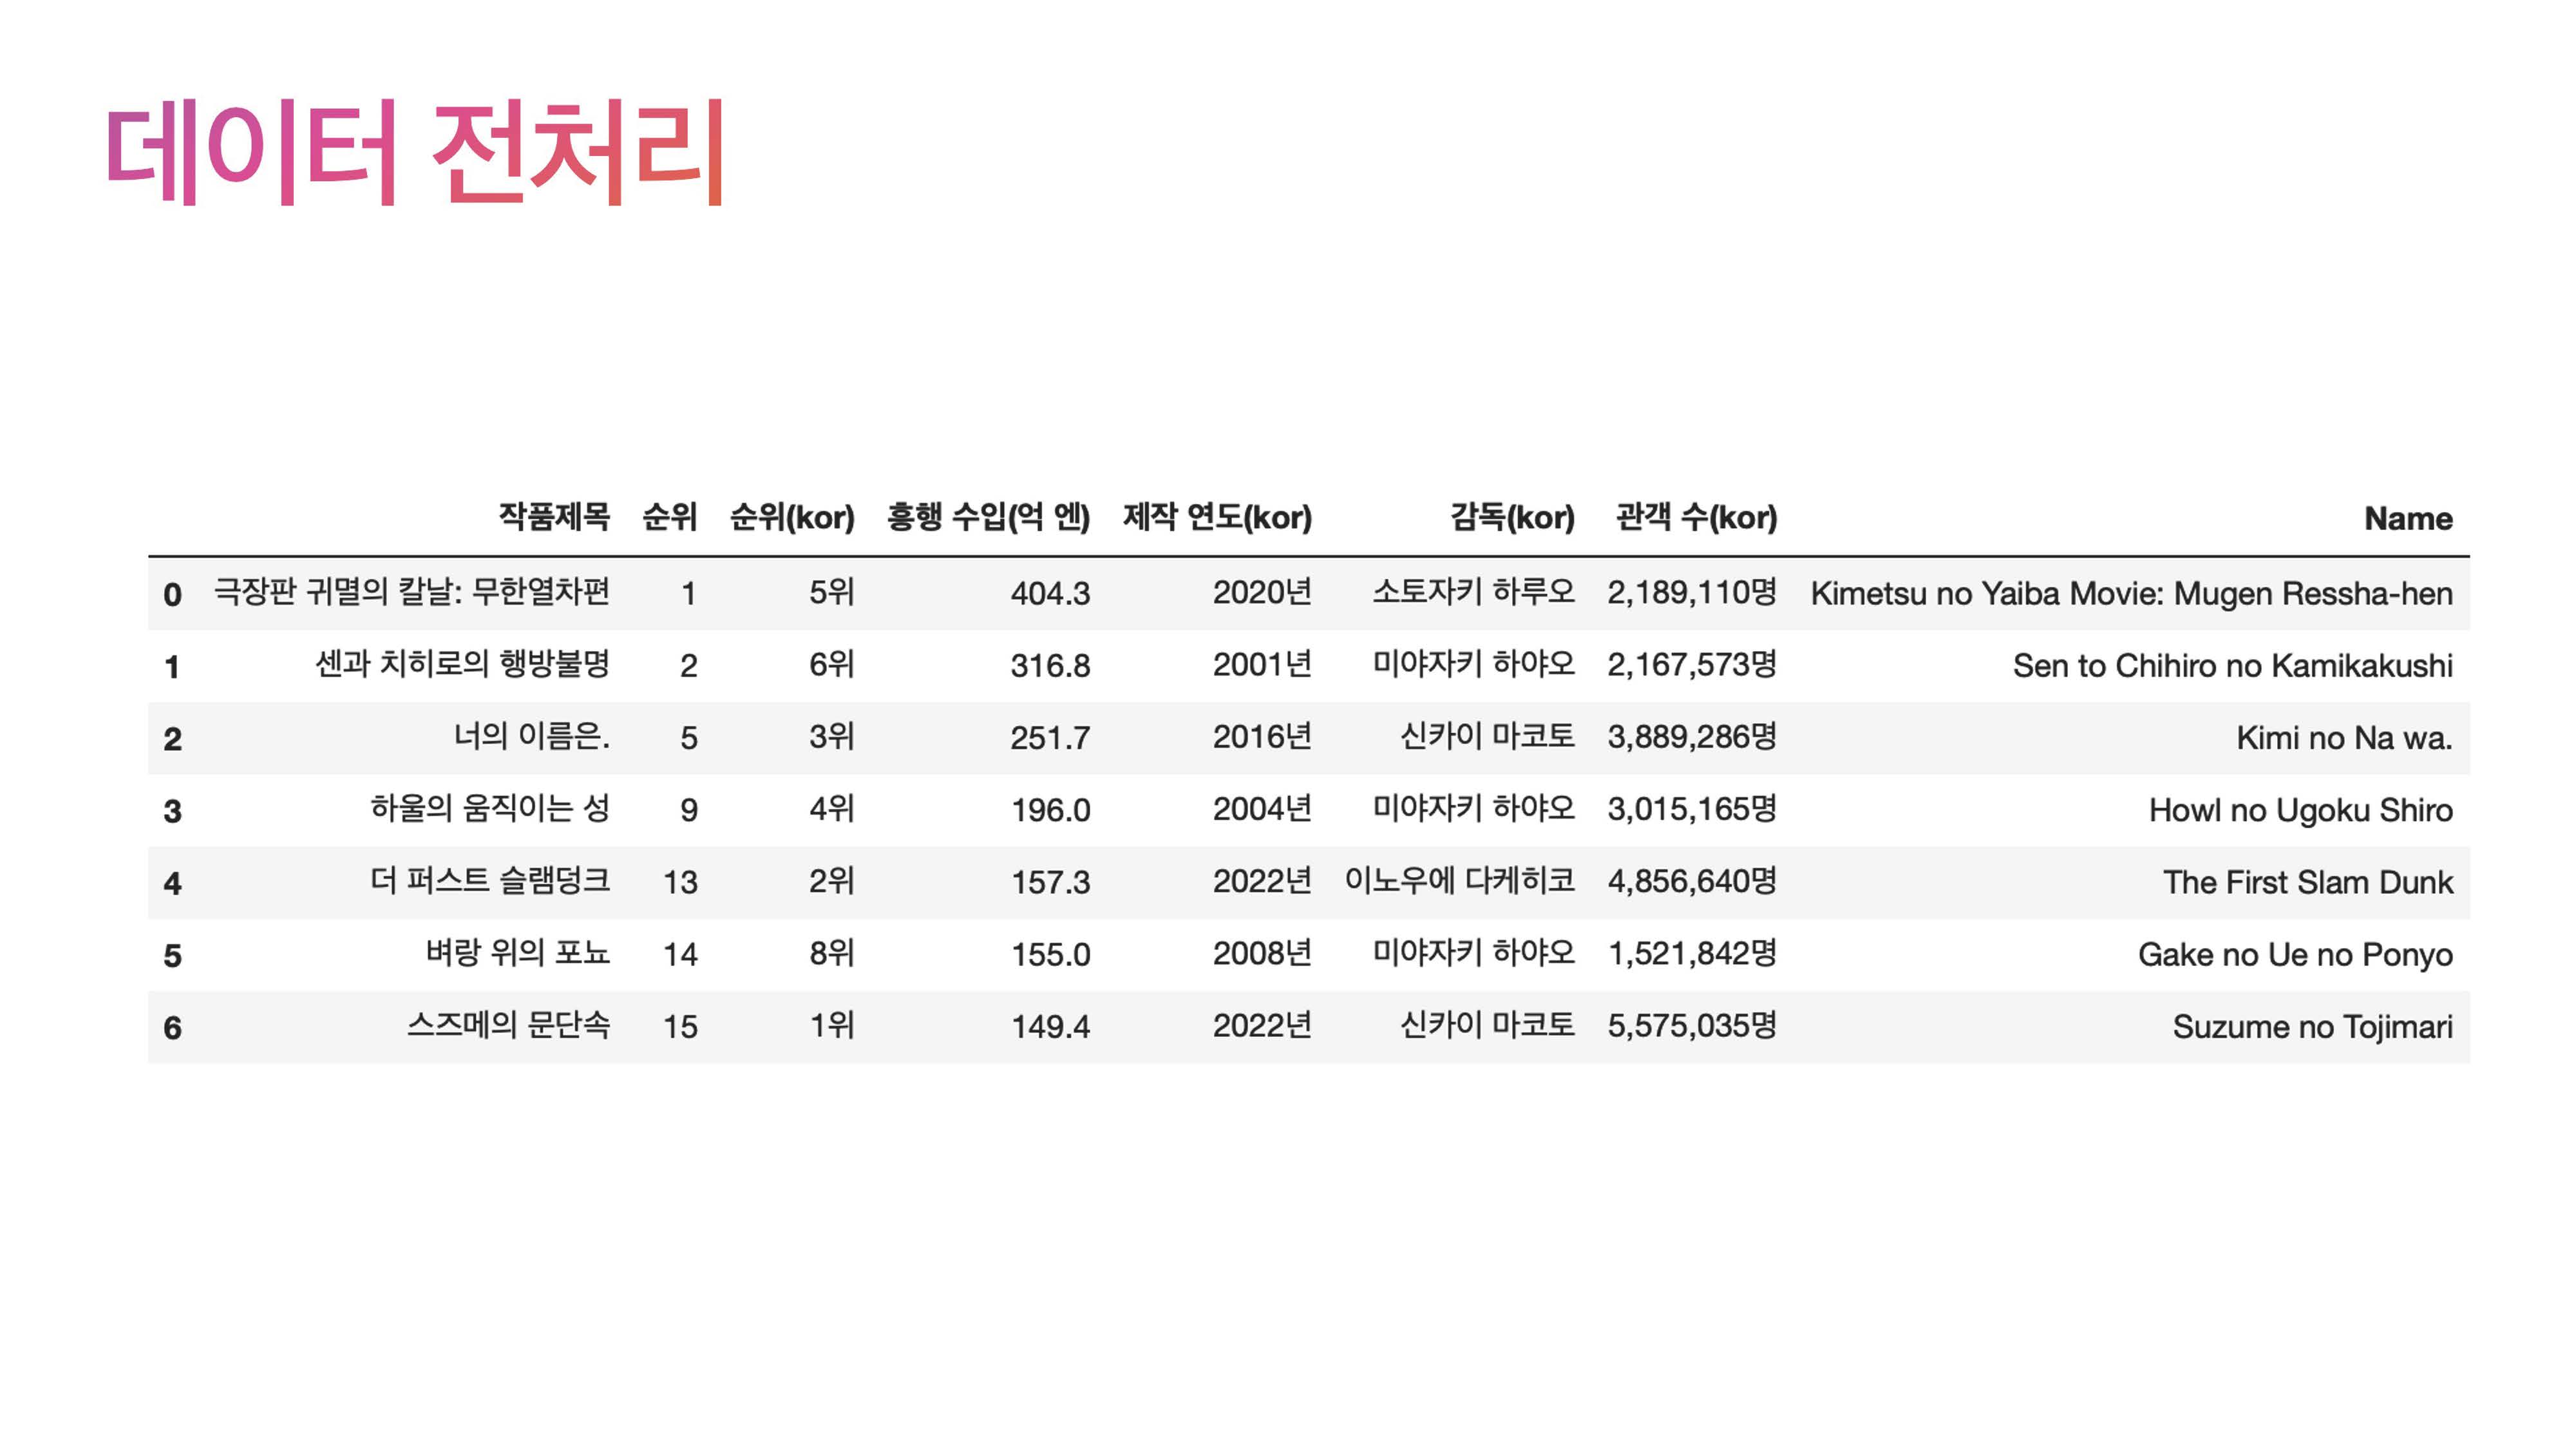 데이터 전처리
작품제목 순위 순위(kor) 흥행 수입(억 엔) 제작 연도(kor) 감독(kor) 관객 수(kor) Name
0 극장판 귀멸의 칼날: 무한열차편 1 5위 404.3 2020년 소토자키 하루오 2,189,110명 Kimetsu no Yaiba Movie: Mugen Ressha-hen
1 센과 치히로의 행방불명 2 6위 316.8 2001년 미야자키 하야오 2,167,573명 Sen to Chihiro no Kamikakushi
2 너의 이름은. 5 3위 251.7 2016년 신카이 마코토 3,889,286명 Kimi no Na wa.
3 하울의 움직이는 성 9 4위 196.0 2004년 미야자키 하야오 3,015,165명 Howl no Ugoku Shiro
4 더 퍼스트 슬램덩크 13 2위 157.3 2022년 이노우에 다케히코 4,856,640명 The First Slam Dunk
5 벼랑 위의 포뇨 14 8위 155.0 2008년 미야자키 하야오 1,521,842명 Gake no Ue no Ponyo
6 스즈메의 문단속 15 1위 149.4 2022년 신카이 마코토 5,575,035명 Suzume no Tojimari